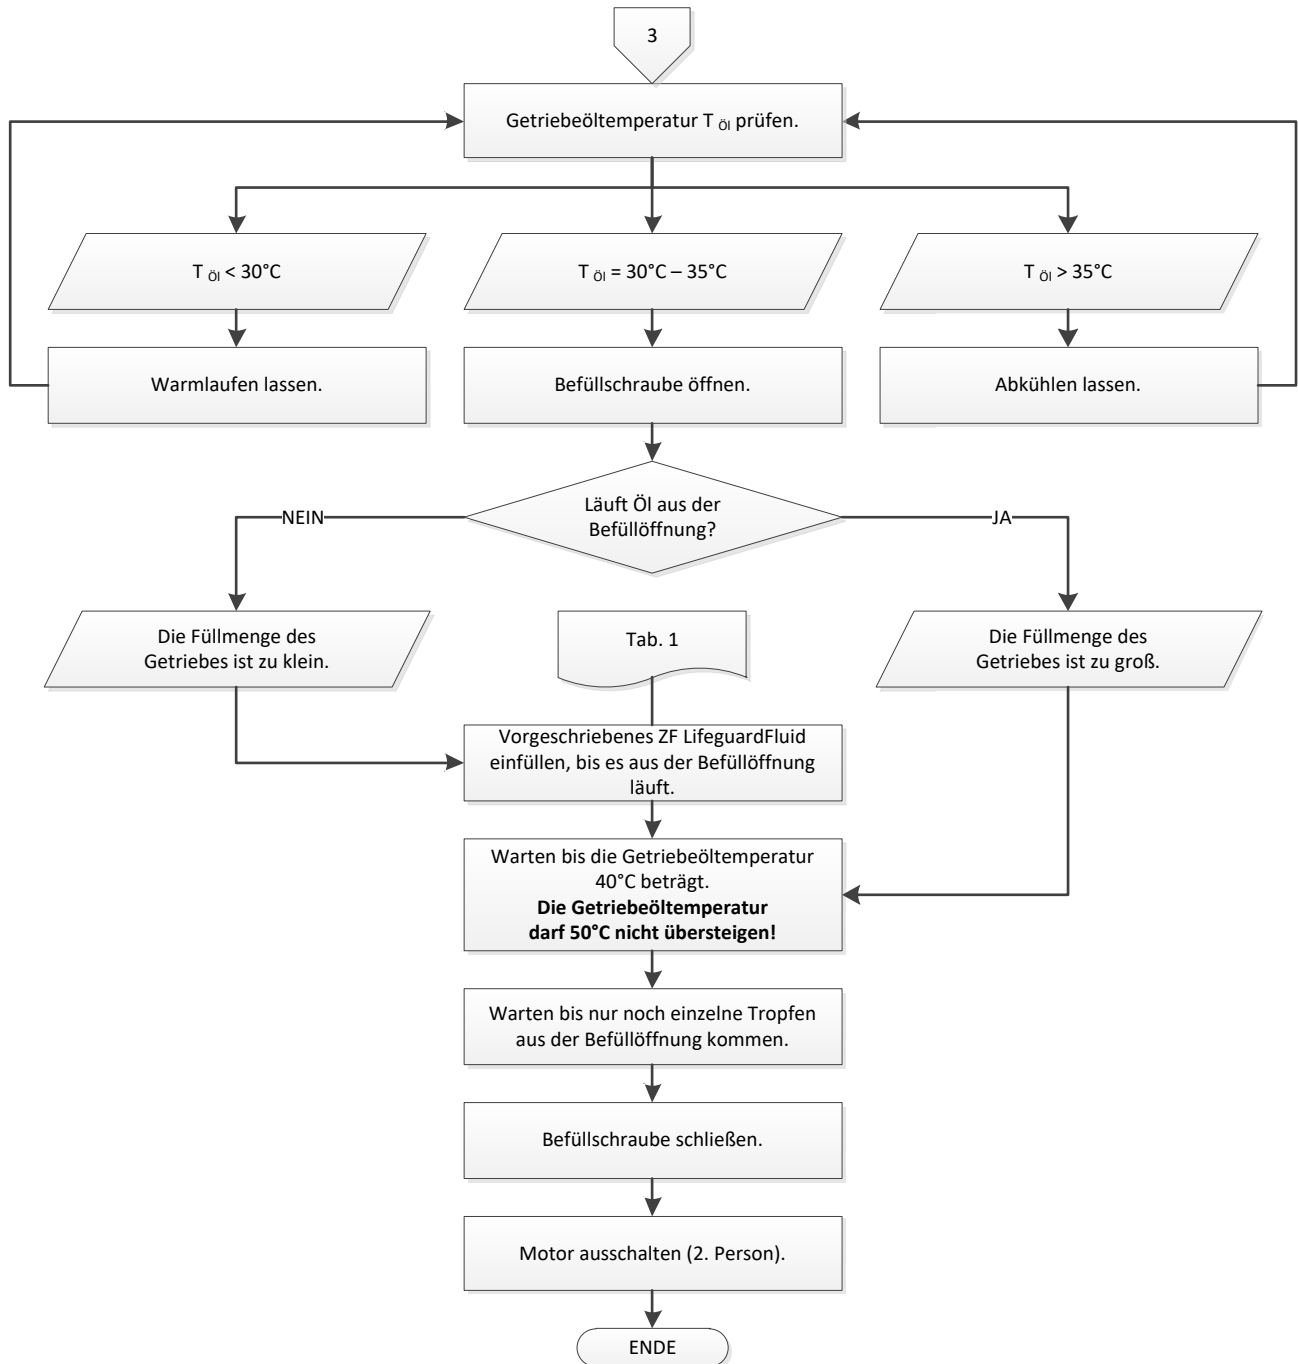 3
Getriebeöltemperatur T Öl prüfen.
T Öl < 30°C
T Öl = 30°C – 35°C
T Öl > 35°C
Warmlaufen lassen.
Befüllschraube öffnen.
Abkühlen lassen.
Läuft Öl aus der
Befüllöffnung?
NEIN
JA
Die Füllmenge des
Getriebes ist zu klein.
Tab. 1
Die Füllmenge des
Getriebes ist zu groß.
Vorgeschriebenes ZF LifeguardFluid
einfüllen, bis es aus der Befüllöffnung
läuft.
Warten bis die Getriebeöltemperatur
40°C beträgt.
Die Getriebeöltemperatur
darf 50°C nicht übersteigen!
Warten bis nur noch einzelne Tropfen
aus der Befüllöffnung kommen.
Befüllschraube schließen.
Motor ausschalten (2. Person).
ENDE